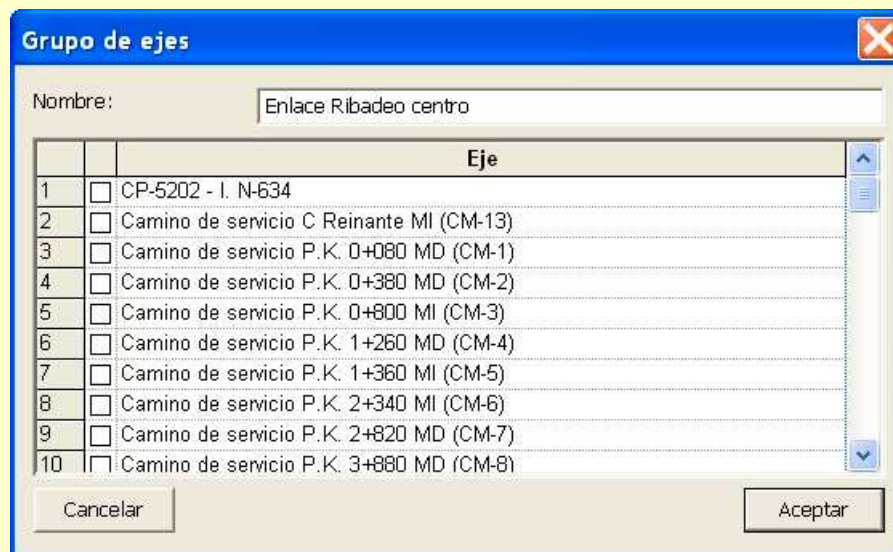 Grupo de ejes
Nombre: Enlace Ribadeo centro
Eje
1 CP-5202 - I. N-634
2 Camino de servicio C Reinante MI (CM-13)
3 Camino de servicio P.K. 0+080 MD (CM-1)
4 Camino de servicio P.K. 0+380 MD (CM-2)
5 Camino de servicio P.K. 0+800 MI (CM-3)
6 Camino de servicio P.K. 1+260 MD (CM-4)
7 Camino de servicio P.K. 1+360 MI (CM-5)
8 Camino de servicio P.K. 2+340 MI (CM-6)
9 Camino de servicio P.K. 2+820 MD (CM-7)
10 Camino de servicio P.K. 3+880 MD (CM-8)
Cancelar Aceptar